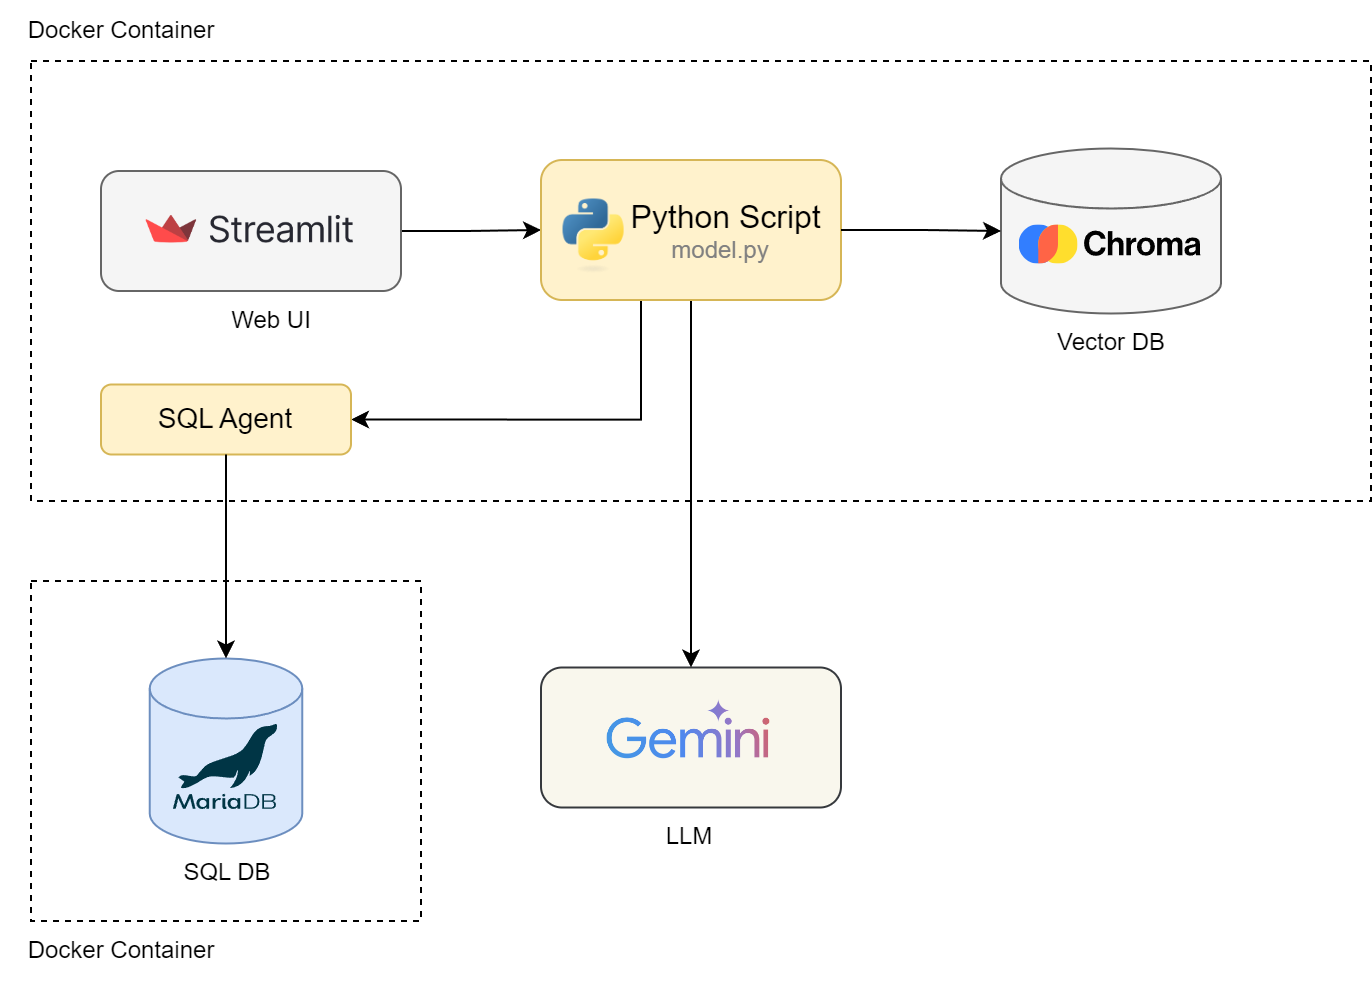 Docker Container
Streamlit
Web UI
Python Script
model.py
Chroma
Vector DB
SQL Agent
MariaDB
SQL DB
Gemini
LLM
Docker Container